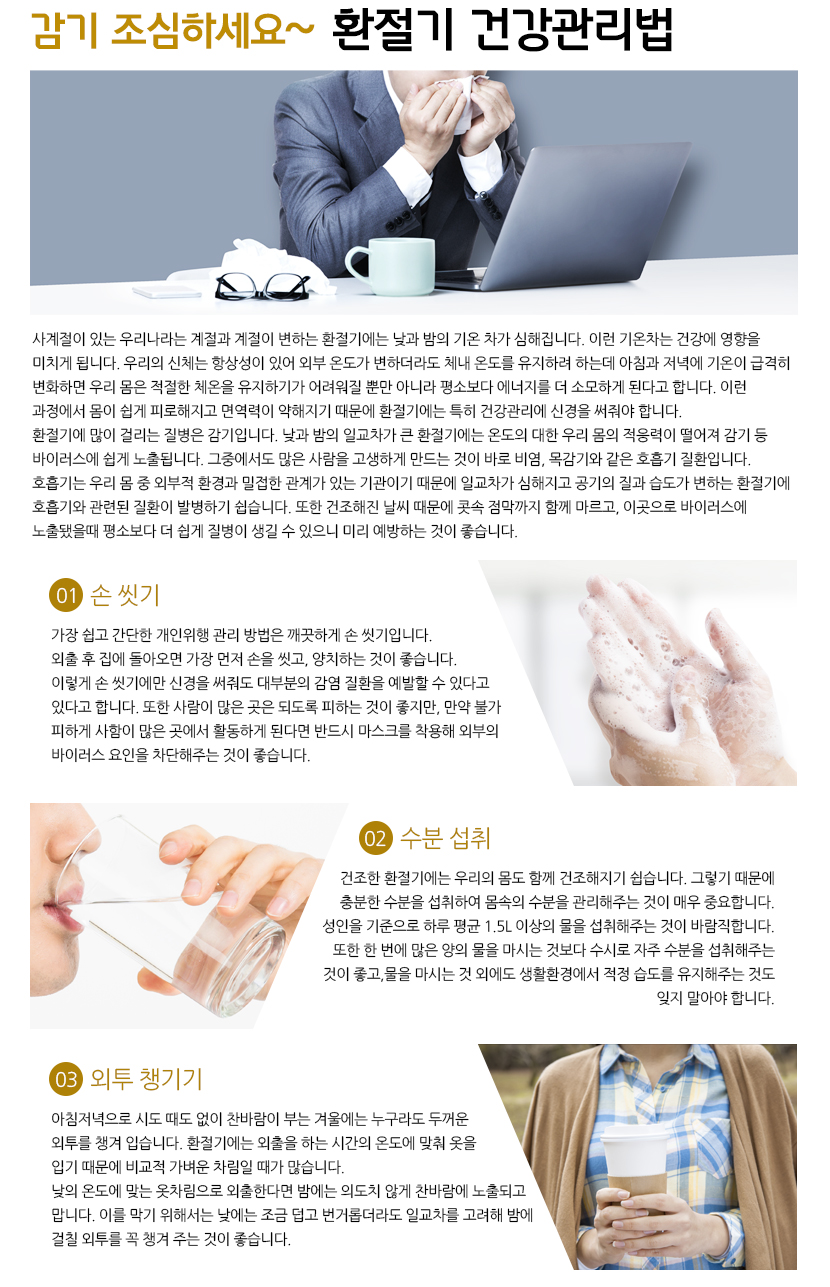 감기 조심하세요~ 환절기 건강관리법
사계절이 있는 우리나라는 계절과 계절이 변하는 환절기에는 낮과 밤의 기온 차가 심해집니다. 이런 기온차는 건강에 영향을
미치게 됩니다. 우리의 신체는 항상성이 있어 외부 온도가 변하더라도 체내 온도를 유지하려 하는데 아침과 저녁에 기온이 급격히
변화하면 우리 몸은 적절한 체온을 유지하기가 어려워질 뿐만 아니라 평소보다 에너지를 더 소모하게 된다고 합니다. 이런
과정에서 몸이 쉽게 피로해지고 면역력이 약해지기 때문에 환절기에는 특히 건강관리에 신경을 써줘야 합니다.
환절기에 많이 걸리는 질병은 감기입니다. 낮과 밤의 일교차가 큰 환절기에는 온도의 대한 우리 몸의 적응력이 떨어져 감기 등
바이러스에 쉽게 노출됩니다. 그중에서도 많은 사람을 고생하게 만드는 것이 바로 비염, 목감기와 같은 호흡기 질환입니다.
호흡기는 우리 몸 중 외부적 환경과 밀접한 관계가 있는 기관이기 때문에 일교차가 심해지고 공기의 질과 습도가 변하는 환절기에
호흡기와 관련된 질환이 발병하기 쉽습니다. 또한 건조해진 날씨 때문에 콧속 점막까지 함께 마르고, 이곳으로 바이러스에
노출됐을때 평소보다 더 쉽게 질병이 생길 수 있으니 미리 예방하는 것이 좋습니다.
01 손 씻기
가장 쉽고 간단한 개인위행 관리 방법은 깨끗하게 손 씻기입니다.
외출 후 집에 돌아오면 가장 먼저 손을 씻고, 양치하는 것이 좋습니다.
이렇게 손 씻기에만 신경을 써줘도 대부분의 감염 질환을 예발할 수 있다고
있다고 합니다. 또한 사람이 많은 곳은 되도록 피하는 것이 좋지만, 만약 불가
피하게 사함이 많은 곳에서 활동하게 된다면 반드시 마스크를 착용해 외부의
바이러스 요인을 차단해주는 것이 좋습니다.
02 수분 섭취
건조한 환절기에는 우리의 몸도 함께 건조해지기 쉽습니다. 그렇기 때문에
충분한 수분을 섭취하여 몸속의 수분을 관리해주는 것이 매우 중요합니다.
성인을 기준으로 하루 평균 1.5L 이상의 물을 섭취해주는 것이 바람직합니다.
또한 한 번에 많은 양의 물을 마시는 것보다 수시로 자주 수분을 섭취해주는
것이 좋고,물을 마시는 것 외에도 생활환경에서 적정 습도를 유지해주는 것도
잊지 말아야 합니다.
03 외투 챙기기
아침저녁으로 시도 때도 없이 찬바람이 부는 겨울에는 누구라도 두꺼운
외투를 챙겨 입습니다. 환절기에는 외출을 하는 시간의 온도에 맞춰 옷을
입기 때문에 비교적 가벼운 차림일 때가 많습니다.
낮의 온도에 맞는 옷차림으로 외출한다면 밤에는 의도치 않게 찬바람에 노출되고
맙니다. 이를 막기 위해서는 낮에는 조금 덥고 번거롭더라도 일교차를 고려해 밤에
걸칠 외투를 꼭 챙겨 주는 것이 좋습니다.